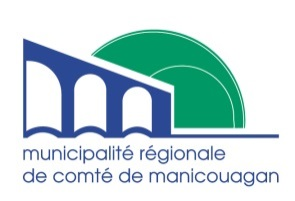 municipalité régionale
de comté de manicouagan